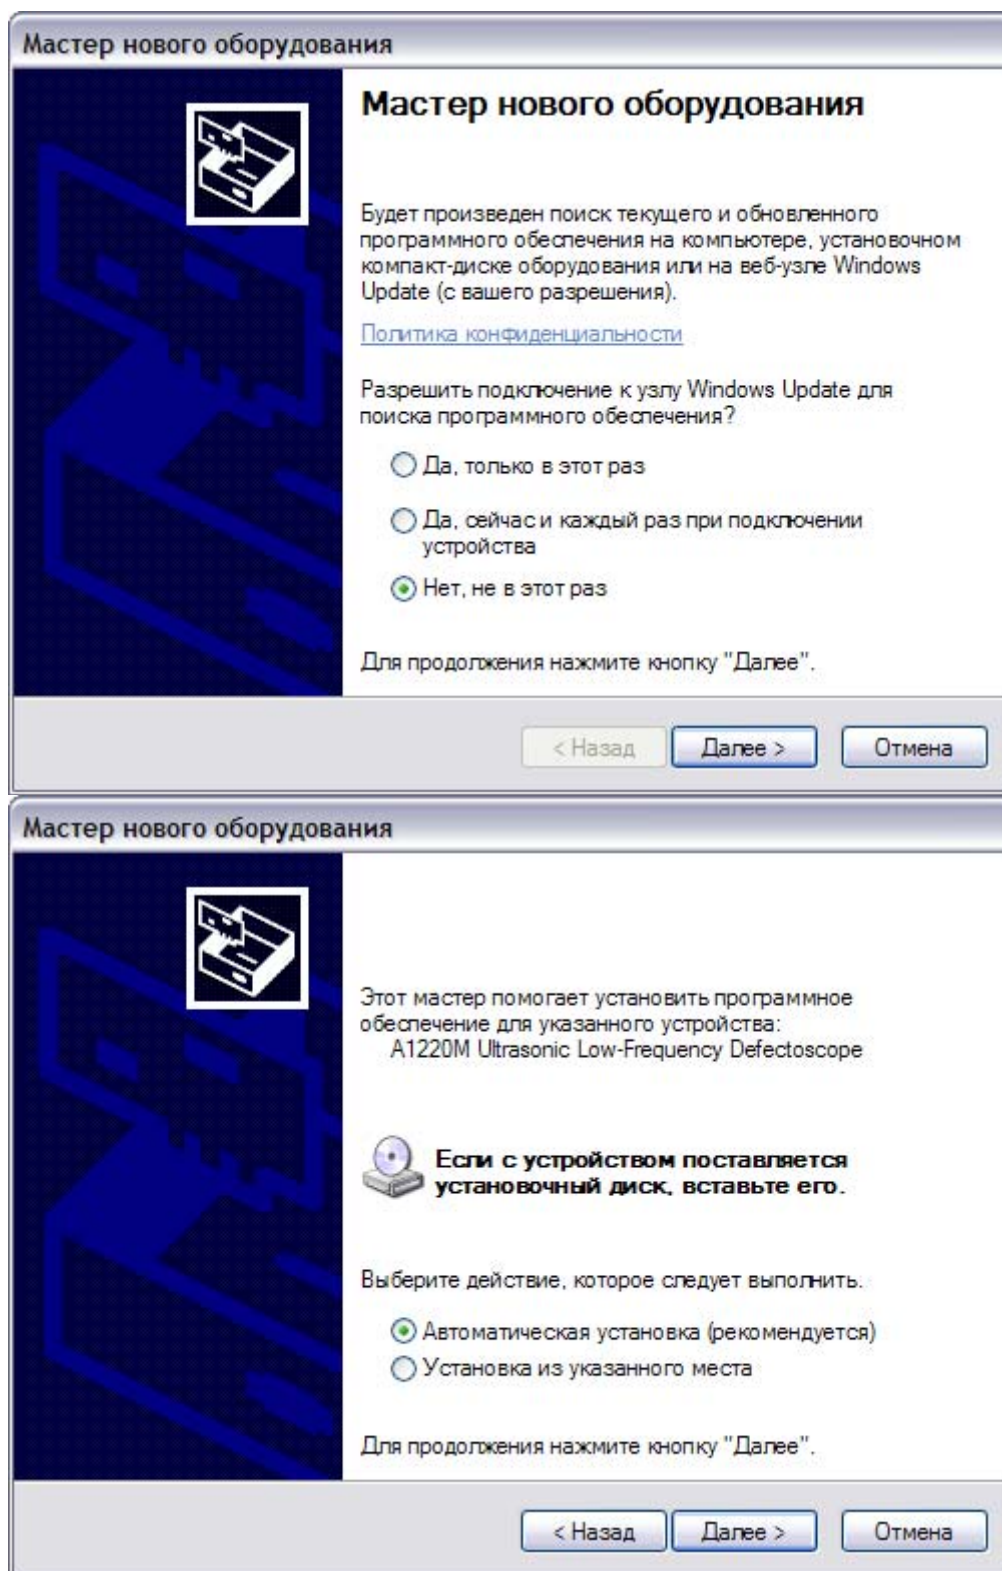 Мастер нового оборудования
Мастер нового оборудования
Будет произведен поиск текущего и обновленного
программного обеспечения на компьютере, установочном
компакт-диске оборудования или на веб-узле Windows
Update (с вашего разрешения).
Политика конфиденциальности
Разрешить подключение к узлу Windows Update для
поиска программного обеспечения?
Да, только в этот раз
Да, сейчас и каждый раз при подключении
устройства
Нет, не в этот раз
Для продолжения нажмите кнопку "Далее".
< Назад Далее > Отмена
Мастер нового оборудования
Этот мастер помогает установить программное
обеспечение для указанного устройства:
A1220M Ultrasonic Low-Frequency Defectoscope
Если с устройством поставляется
установочный диск, вставьте его.
Выберите действие, которое следует выполнить.
Автоматическая установка (рекомендуется)
Установка из указанного места
Для продолжения нажмите кнопку "Далее".
< Назад Далее > Отмена